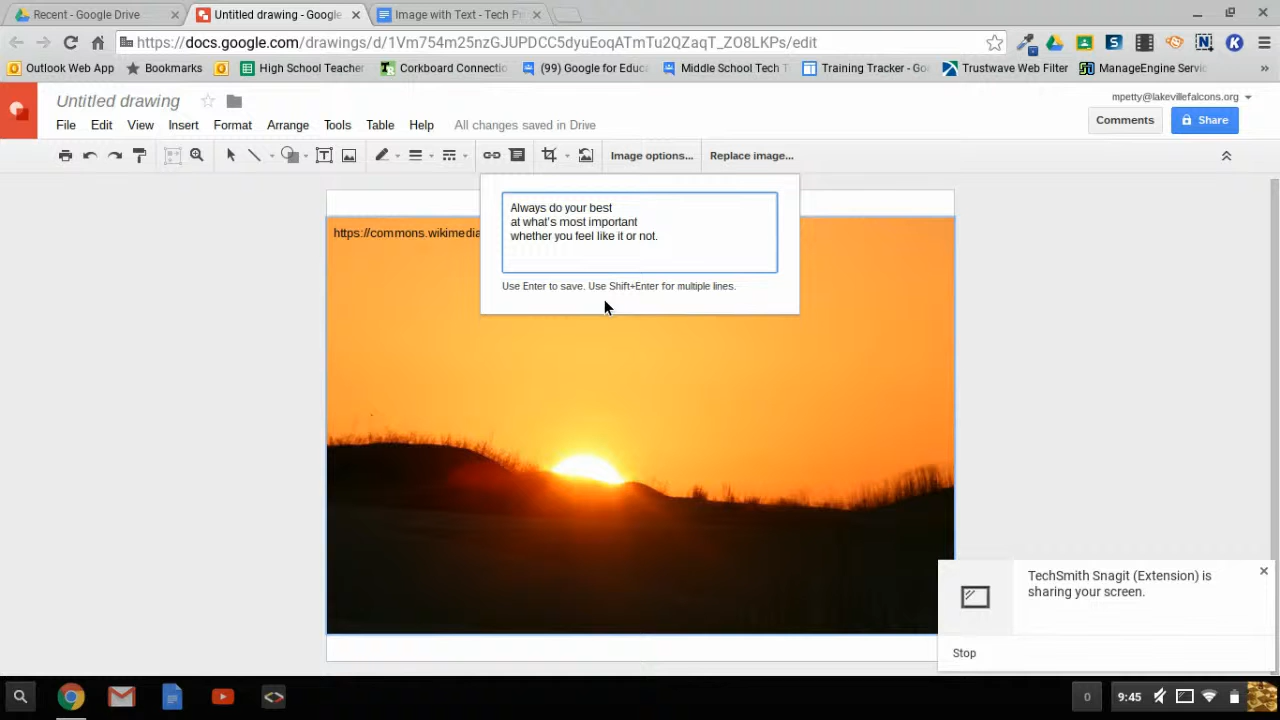 Recent - Google Drive
Untitled drawing - Google
Image with Text - Tech
https://docs.google.com/drawings/d/1Vm754m25nzGJUPDCC5dyuEoqATmTu2QZaqT_ZO8LKPs/edit
Outlook Web App
Bookmarks
High School Teacher
Corkboard Connectio
(99) Google for Educ
Middle School Tech
Training Tracker - Go
Trustwave Web Filter
ManageEngine Servic
Untitled drawing
mpetty@lakevillefalcons.org
File Edit View Insert Format Arrange Tools Table Help All changes saved in Drive
Comments
Share
Image options...
Replace image...
https://commons.wikimedia
Always do your best
at what's most important
whether you feel like it or not.
Use Enter to save. Use Shift+Enter for multiple lines.
TechSmith Snagit (Extension) is
sharing your screen.
Stop
0
9:45